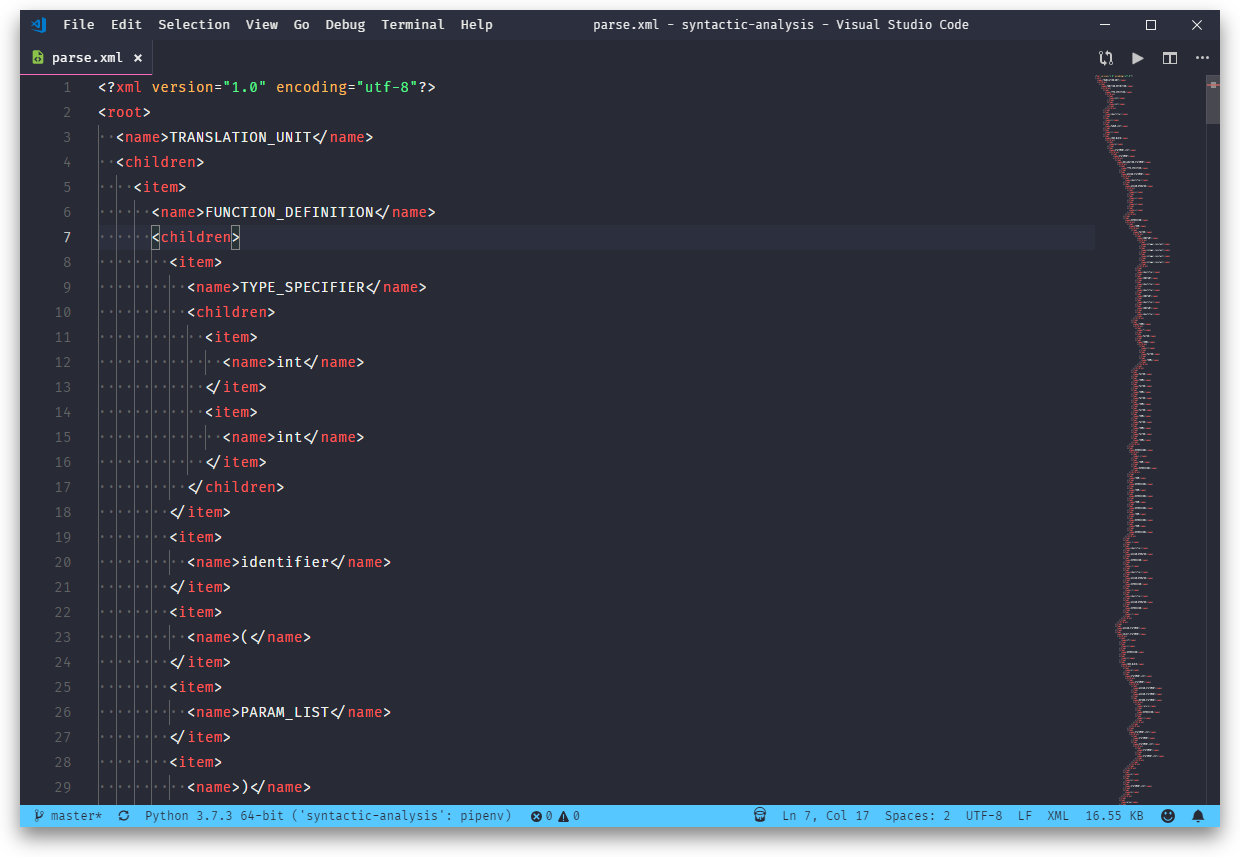 File Edit Selection View Go Debug Terminal Help parse.xml - syntactic-analysis - Visual Studio Code
parse.xml ×
1 <?xml version="1.0" encoding="utf-8"?>
2 <root>
3 <name>TRANSLATION_UNIT</name>
4 <children>
5 <item>
6 <name>FUNCTION_DEFINITION</name>
7 <children>
8 <item>
9 <name>TYPE_SPECIFIER</name>
10 <children>
11 <item>
12 <name>int</name>
13 </item>
14 <item>
15 <name>int</name>
16 </item>
17 </children>
18 </item>
19 <item>
20 <name>identifier</name>
21 </item>
22 <item>
23 <name>(</name>
24 </item>
25 <item>
26 <name>PARAM_LIST</name>
27 </item>
28 <item>
29 <name>)</name>
master* Python 3.7.3 64-bit ('syntactic-analysis': pipenv) 0 0 Ln 7, Col 17 Spaces: 2 UTF-8 LF XML 16.55 KB